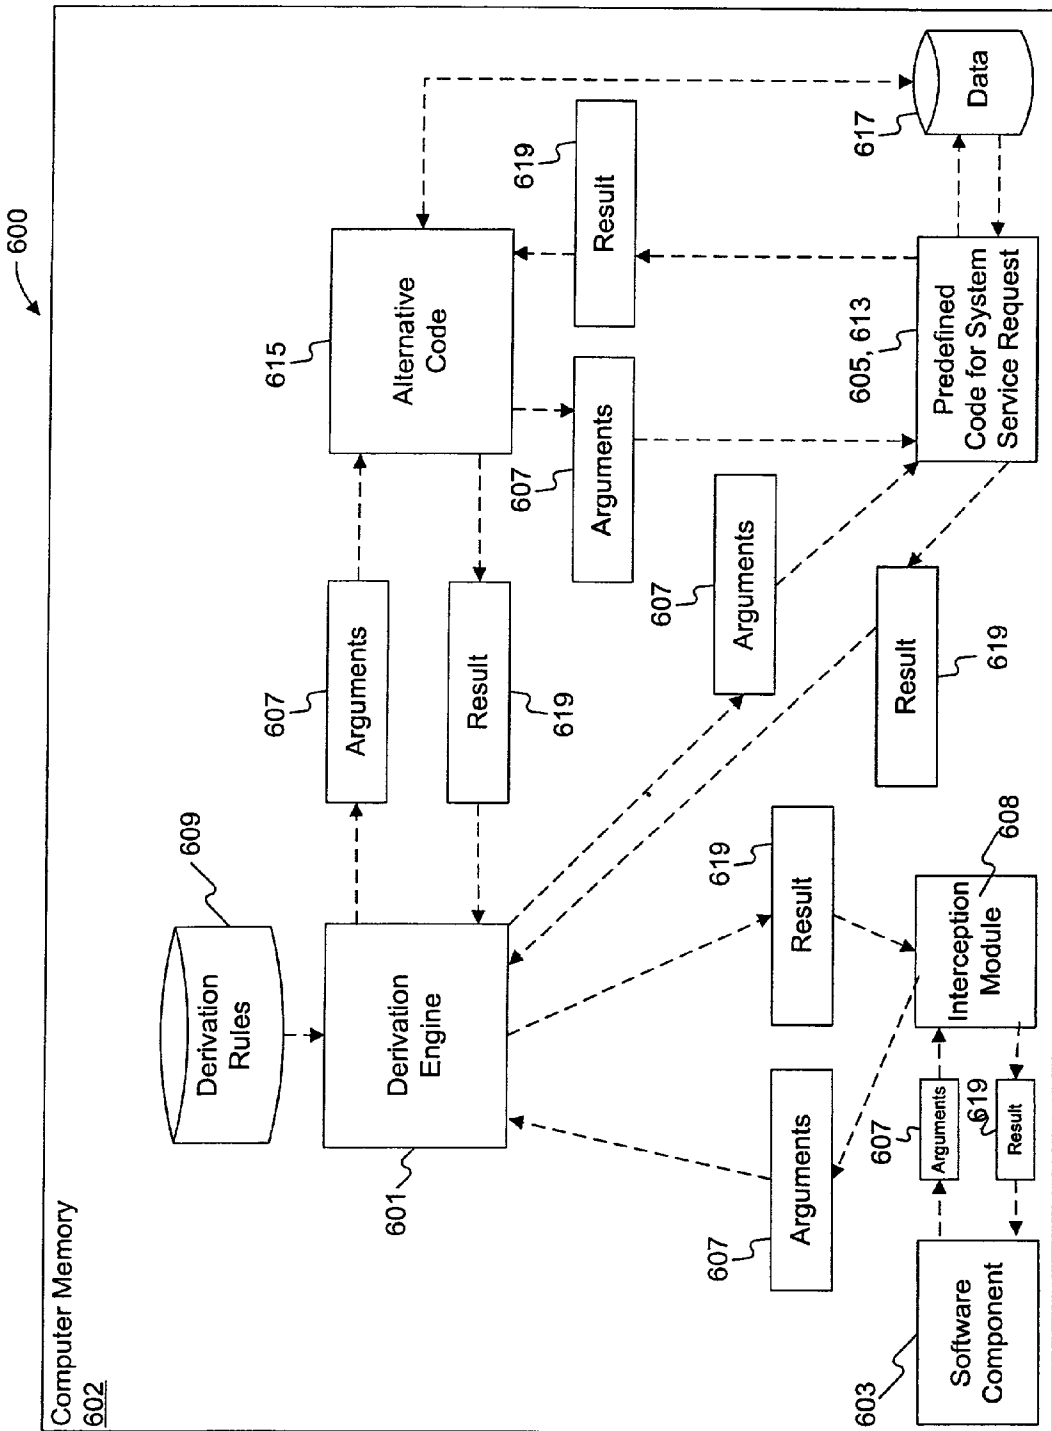 600
Computer Memory
602
Derivation
Rules
609
Derivation
Engine
601
607
Arguments
Result
619
615
Alternative
Code
607
Arguments
619
Result
617
Data
605, 613
Predefined
Code for System
Service Request
607
Arguments
Result
619
619
Result
607
Arguments
608
Interception
Module
607
Arguments
619
Result
603
Software
Component